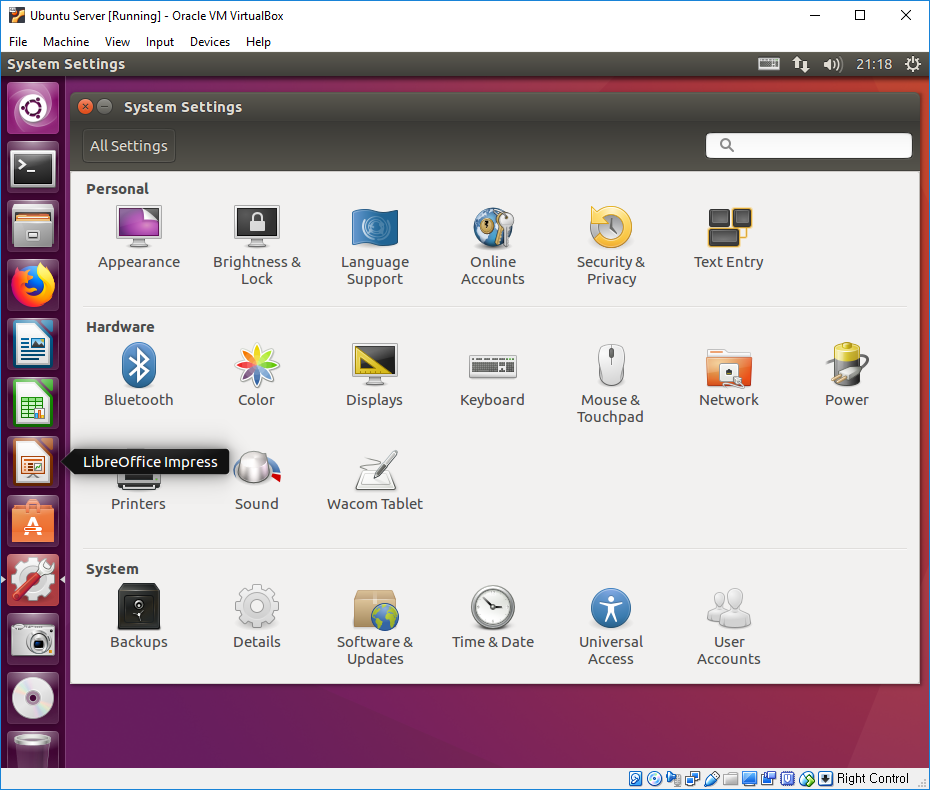 Ubuntu Server [Running] - Oracle VM VirtualBox
File Machine View Input Devices Help
System Settings 21:18
System Settings
All Settings
Personal
Appearance
Brightness &
Lock
Language
Support
Online
Accounts
Security &
Privacy
Text Entry
Hardware
Bluetooth
Color
Displays
Keyboard
Mouse &
Touchpad
Network
Power
LibreOffice Impress
Printers
Sound
Wacom Tablet
System
Backups
Details
Software &
Updates
Time & Date
Universal
Access
User
Accounts
Right Control